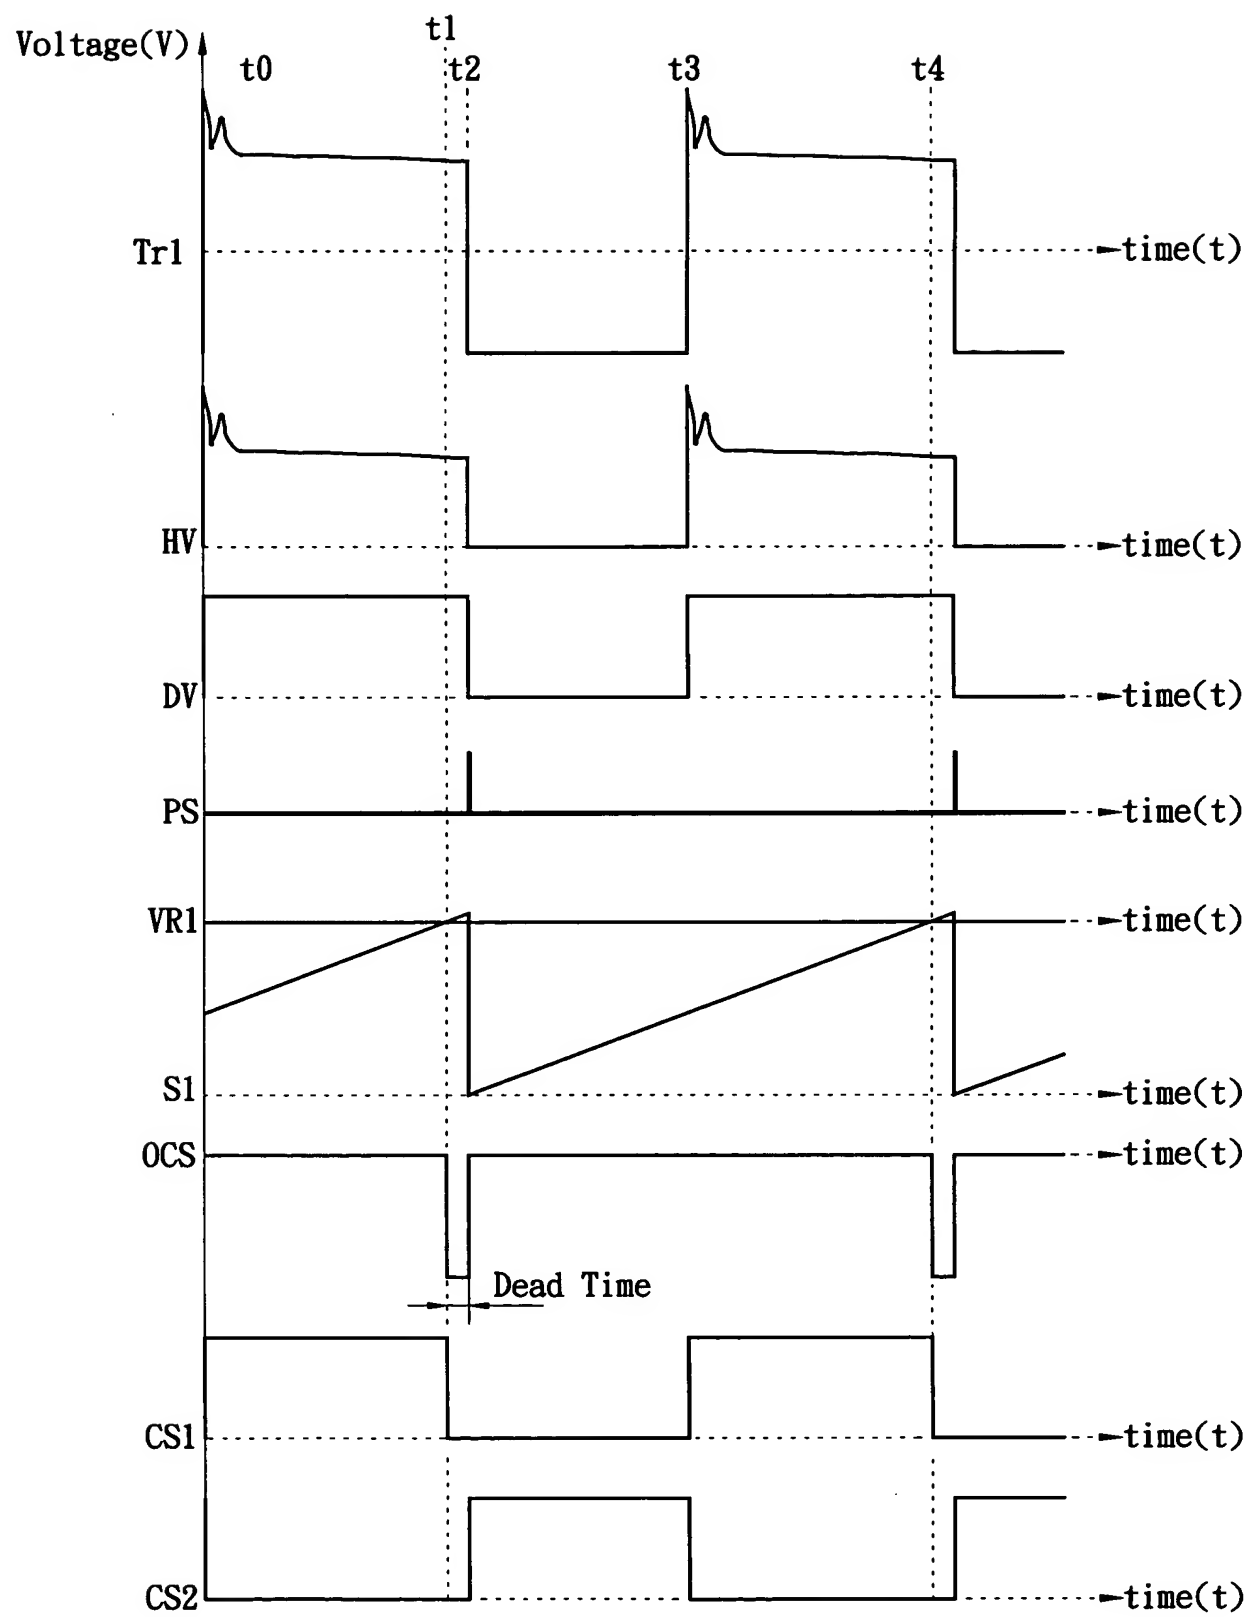 t1
Voltage(V)
t0 t2 t3 t4
Tr1 time(t)
HV time(t)
DV time(t)
PS time(t)
VR1 time(t)
S1 time(t)
OCS time(t)
Dead Time
CS1 time(t)
CS2 time(t)